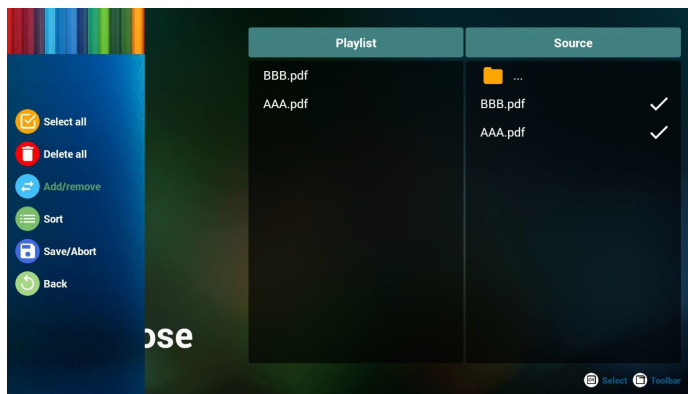 Playlist
Source
BBB.pdf
AAA.pdf
...
BBB.pdf
AAA.pdf
Select all
Delete all
Add/remove
Sort
Save/Abort
Back
ose
Select
Toolbar